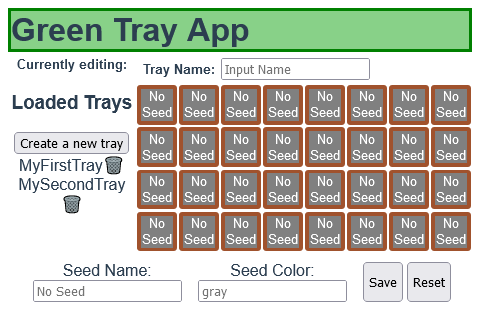 Green Tray App
Currently editing:
Tray Name: Input Name
Loaded Trays
Create a new tray
MyFirstTray
MySecondTray
No No No No No No No No
Seed Seed Seed Seed Seed Seed Seed Seed
No No No No No No No No
Seed Seed Seed Seed Seed Seed Seed Seed
No No No No No No No No
Seed Seed Seed Seed Seed Seed Seed Seed
No No No No No No No No
Seed Seed Seed Seed Seed Seed Seed Seed
Seed Name: Seed Color:
No Seed gray Save Reset